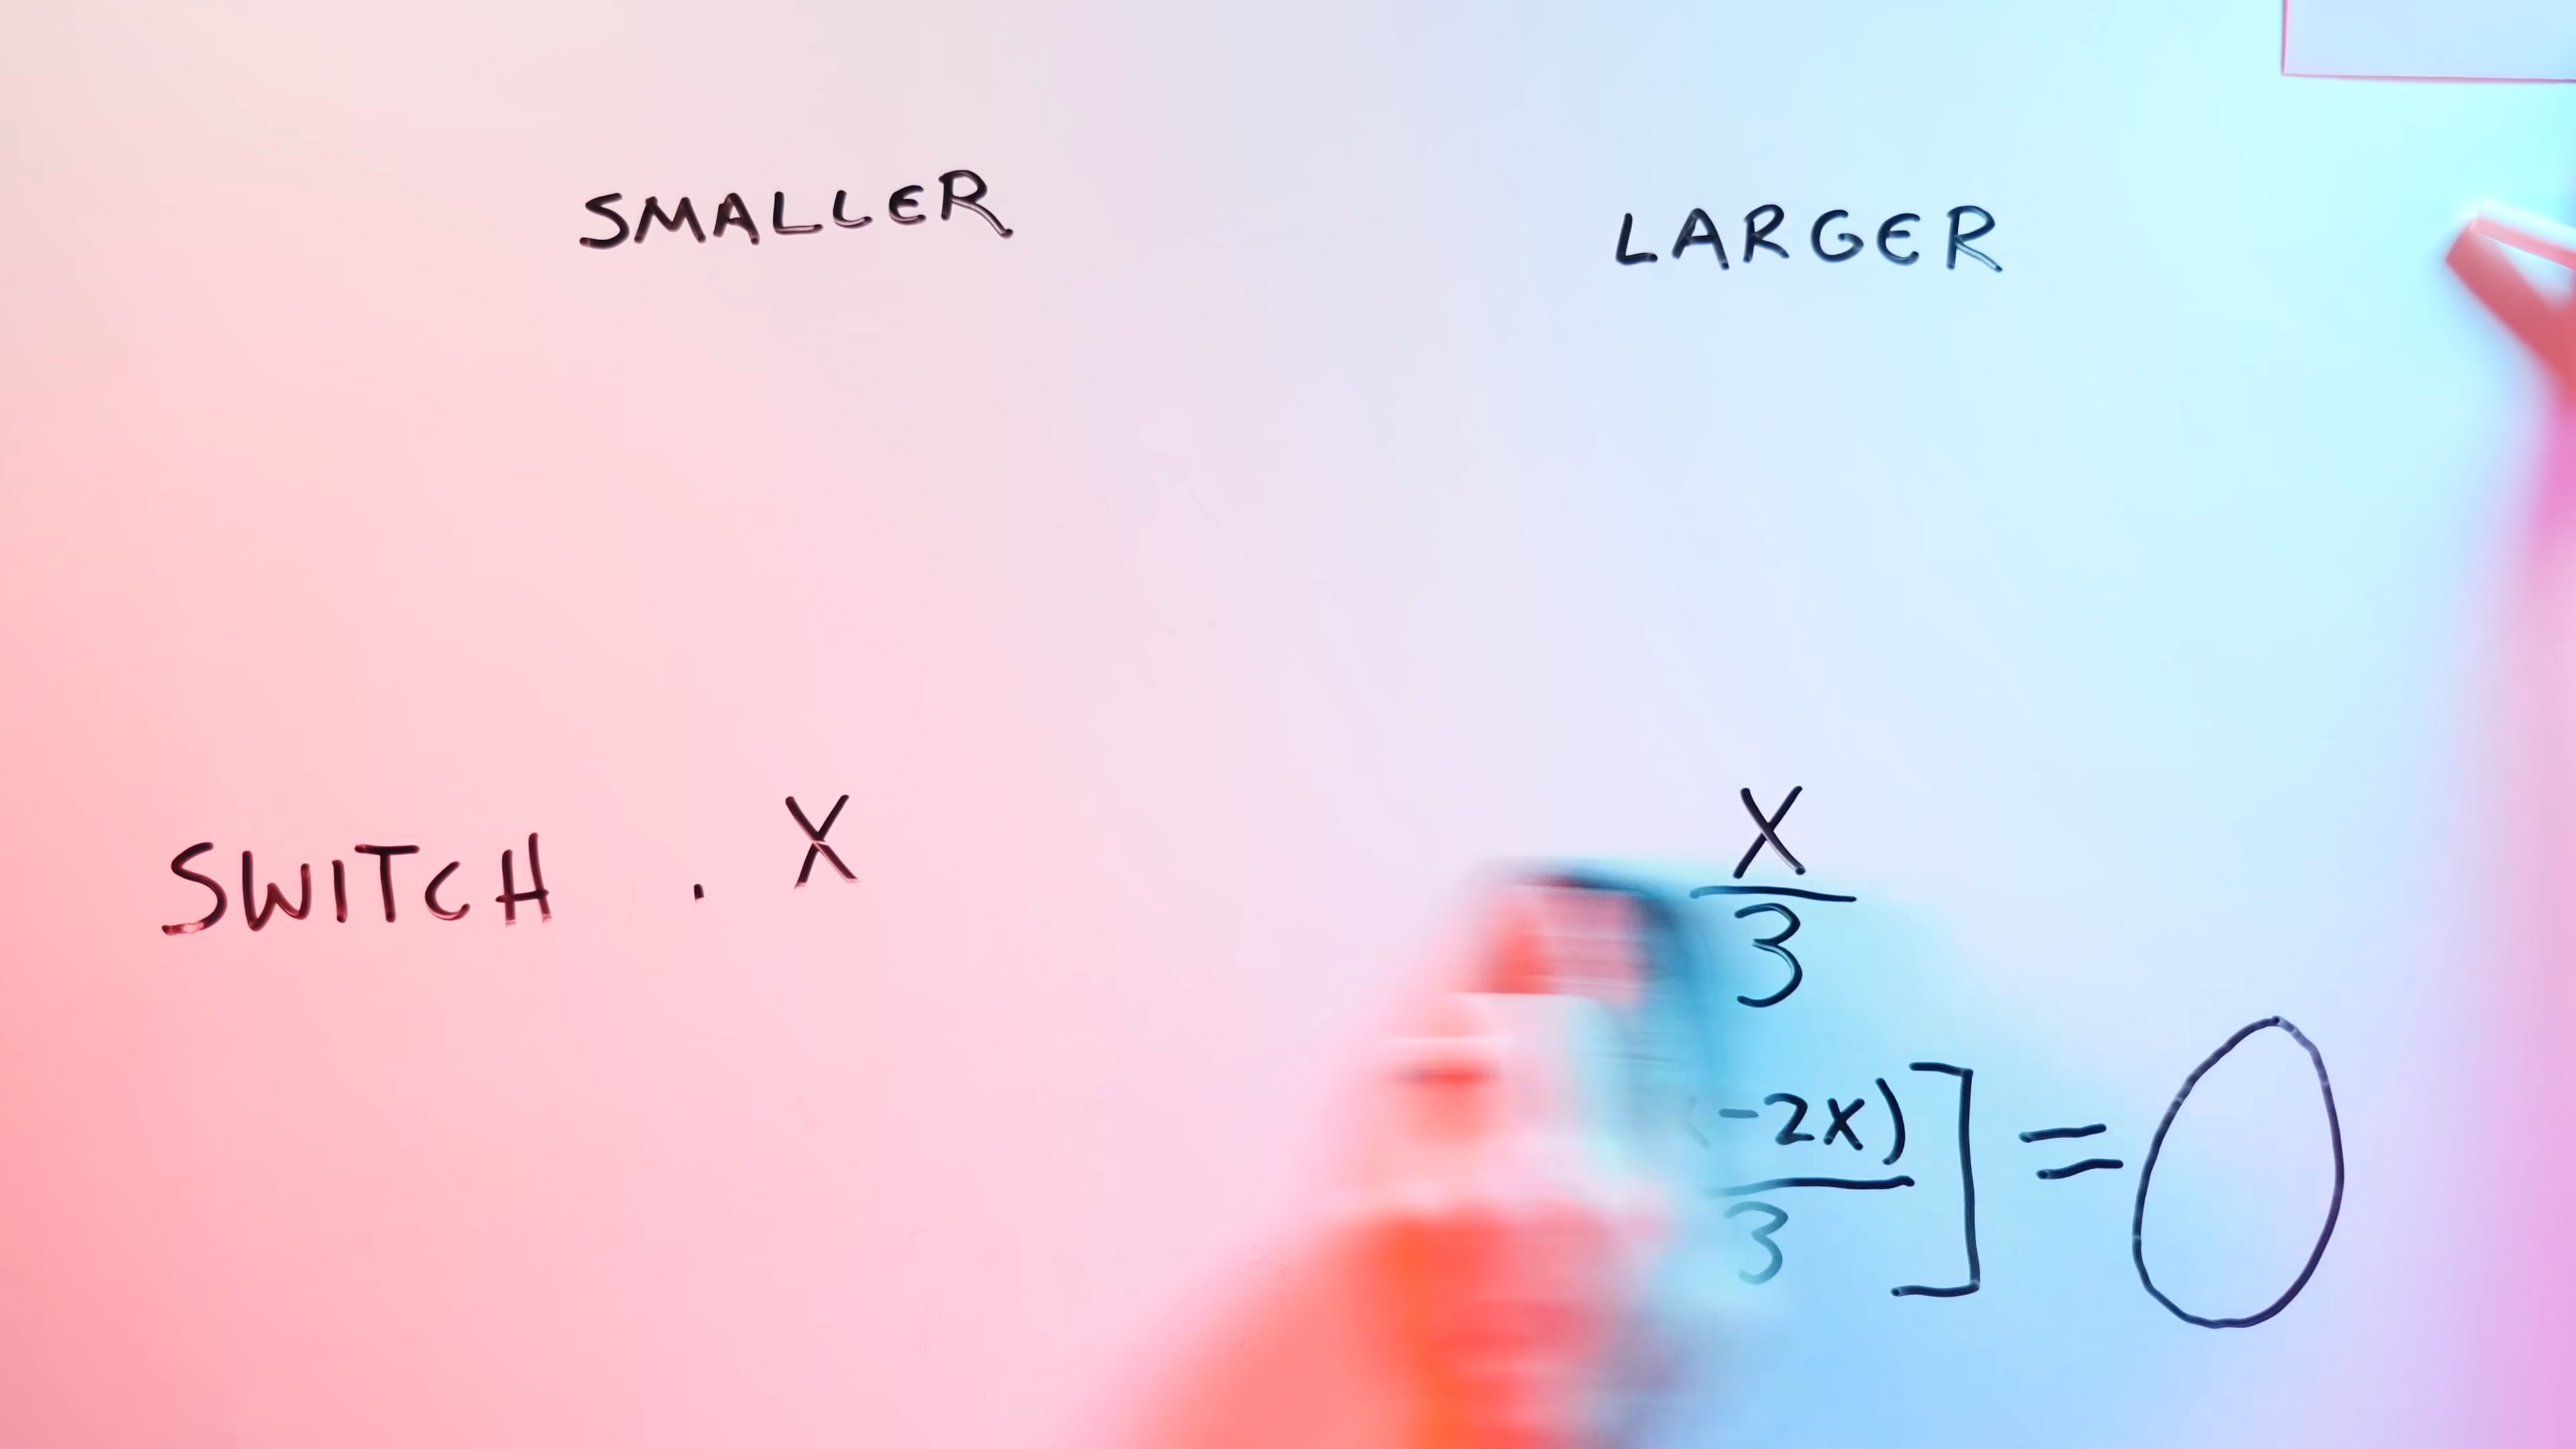 SMALLER LARGER
SWITCH . X X
3
-2x)] = 0
3